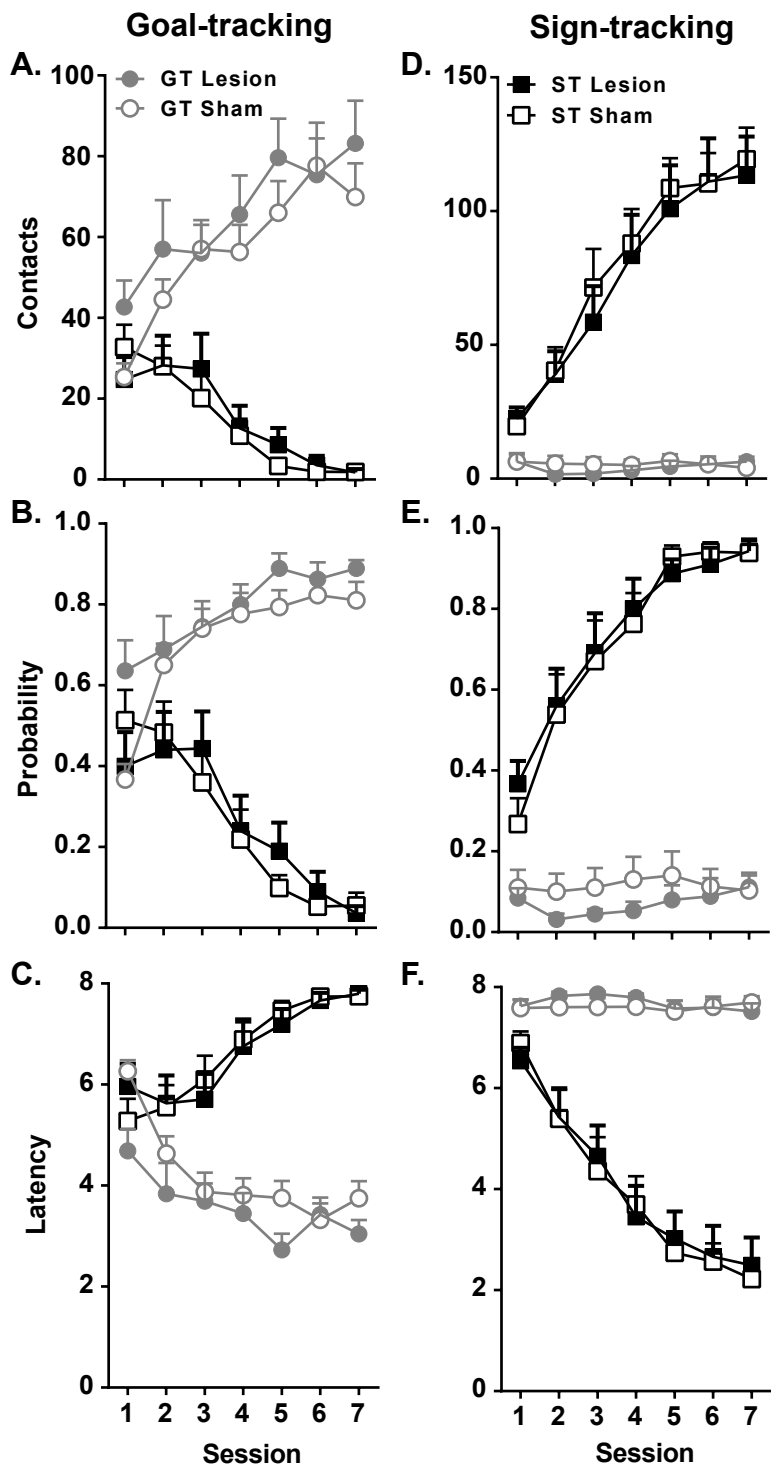 Goal-tracking
Sign-tracking
A.
100
80
60
40
20
0
Contacts
GT Lesion
GT Sham
D.
150
100
50
0
ST Lesion
ST Sham
B.
1.0
0.8
0.6
0.4
0.2
0.0
Probability
E.
1.0
0.8
0.6
0.4
0.2
0.0
C.
8
6
4
2
0
Latency
1 2 3 4 5 6 7
Session
F.
8
6
4
2
0
1 2 3 4 5 6 7
Session